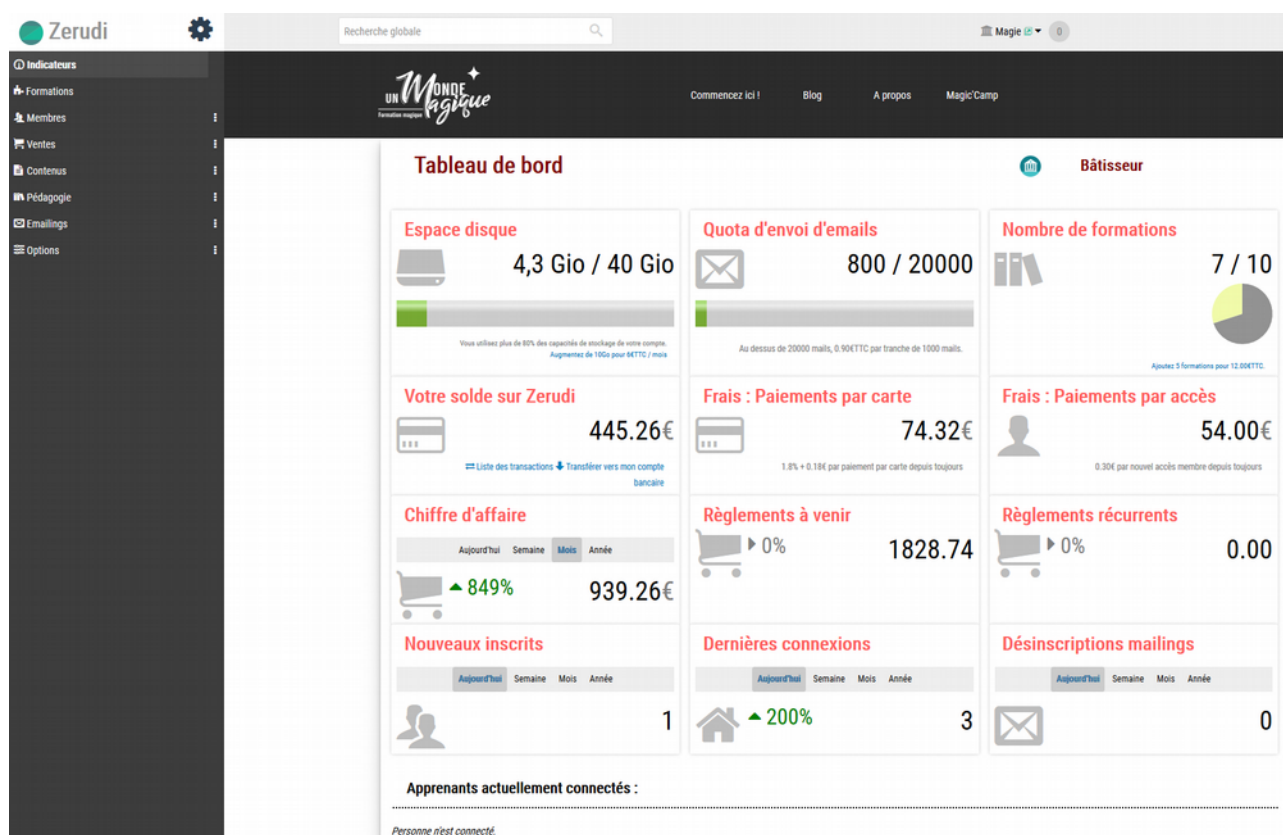 Zerudi
Recherche globale
Magie
0
Indicateurs
Formations
Membres
Ventes
Contenus
Pédagogie
Emailings
Options
UN MONDE Magique
Formation magique
Commencez ici !
Blog
A propos
Magic'Camp
Tableau de bord
Bâtisseur
Espace disque
4,3 Gio / 40 Gio
Vous utilisez plus de 80% des capacités de stockage de votre compte.
Augmentez de 10Go pour 6€TTC / mois
Quota d'envoi d'emails
800 / 20000
Au dessus de 20000 mails, 0.90€TTC par tranche de 1000 mails.
Nombre de formations
7 / 10
Ajoutez 5 formations pour 12.00€TTC.
Votre solde sur Zerudi
445.26€
Liste des transactions Transférer vers mon compte
bancaire
Frais : Paiements par carte
74.32€
1.8% + 0.18€ par paiement par carte depuis toujours
Frais : Paiements par accès
54.00€
0.30€ par nouvel accès membre depuis toujours
Chiffre d'affaire
Aujourd'hui Semaine Mois Année
849%
939.26€
Règlements à venir
0%
1828.74
Règlements récurrents
0%
0.00
Nouveaux inscrits
Aujourd'hui Semaine Mois Année
1
Dernières connexions
Aujourd'hui Semaine Mois Année
200%
3
Désinscriptions mailings
Aujourd'hui Semaine Mois Année
0
Apprenants actuellement connectés :
Personne n'est connecté.